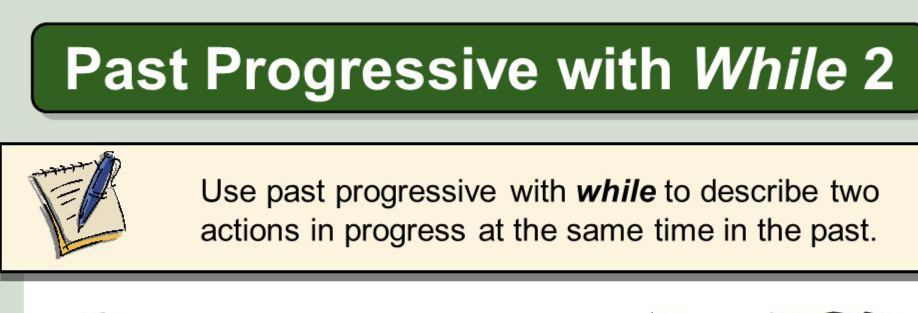 Past Progressive with While 2
Use past progressive with while to describe two
actions in progress at the same time in the past.